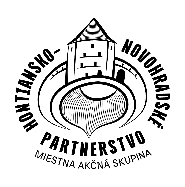 HONTIANSKO–
NOVOHRADSKÉ
PARTNERSTVO
MIESTNA AKČNÁ SKUPINA